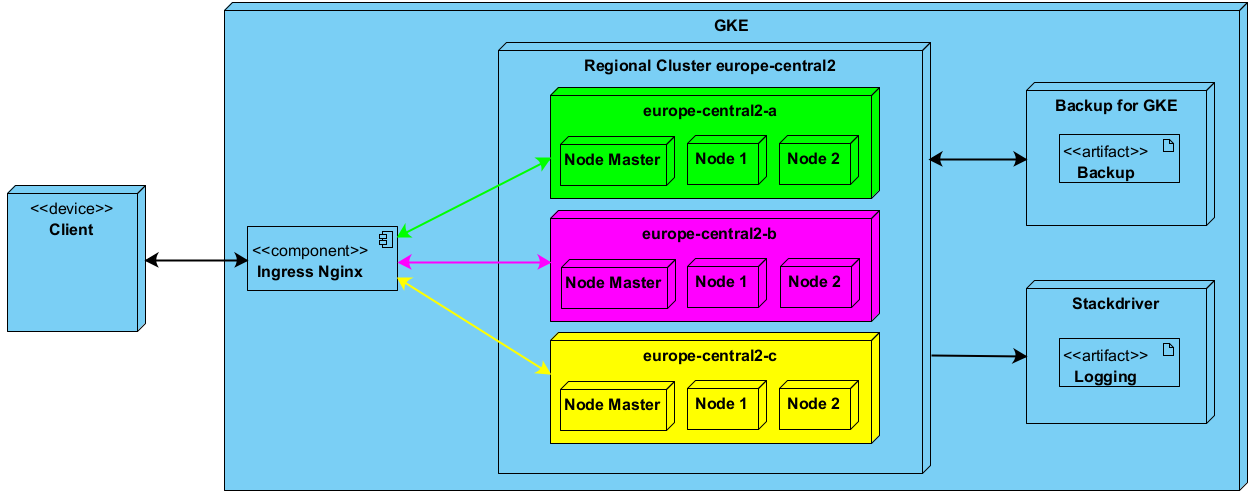 GKE
Regional Cluster europe-central2
europe-central2-a
Node Master
Node 1
Node 2
europe-central2-b
Node Master
Node 1
Node 2
europe-central2-c
Node Master
Node 1
Node 2
<<device>>
Client
<<component>>
Ingress Nginx
Backup for GKE
<<artifact>>
Backup
Stackdriver
<<artifact>>
Logging